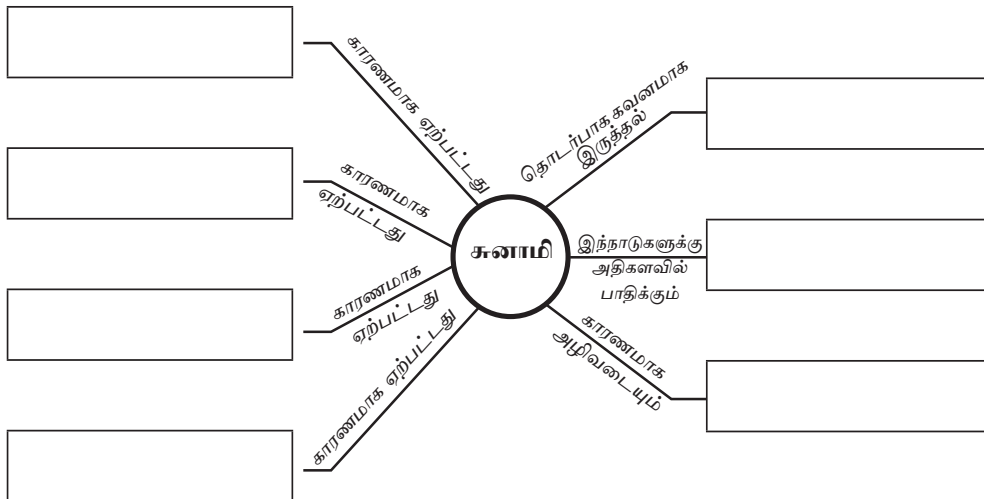 காரணமாக ஏற்பட்டது
காரணமாக
ஏற்பட்டது
காரணமாக
ஏற்பட்டது
காரணமாக ஏற்பட்டது
சுனாமி
தொடர்பாக கவனமாக
இருத்தல்
இந்நாடுகளுக்கு
அதிகளவில்
பாதிக்கும்
காரணமாக
அழிவடையும்